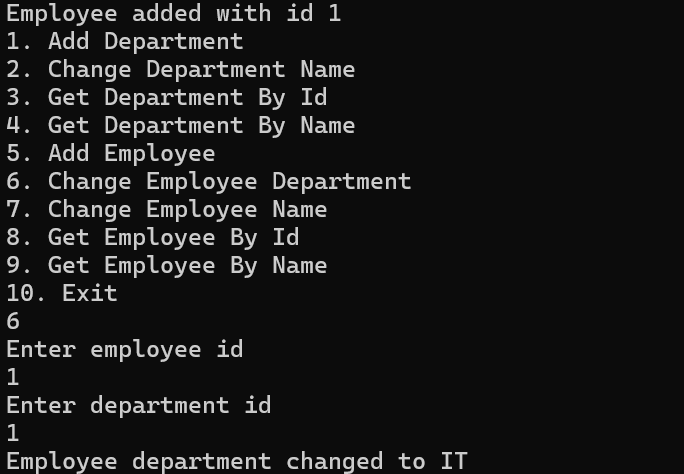 Employee added with id 1
1. Add Department
2. Change Department Name
3. Get Department By Id
4. Get Department By Name
5. Add Employee
6. Change Employee Department
7. Change Employee Name
8. Get Employee By Id
9. Get Employee By Name
10. Exit
6
Enter employee id
1
Enter department id
1
Employee department changed to IT